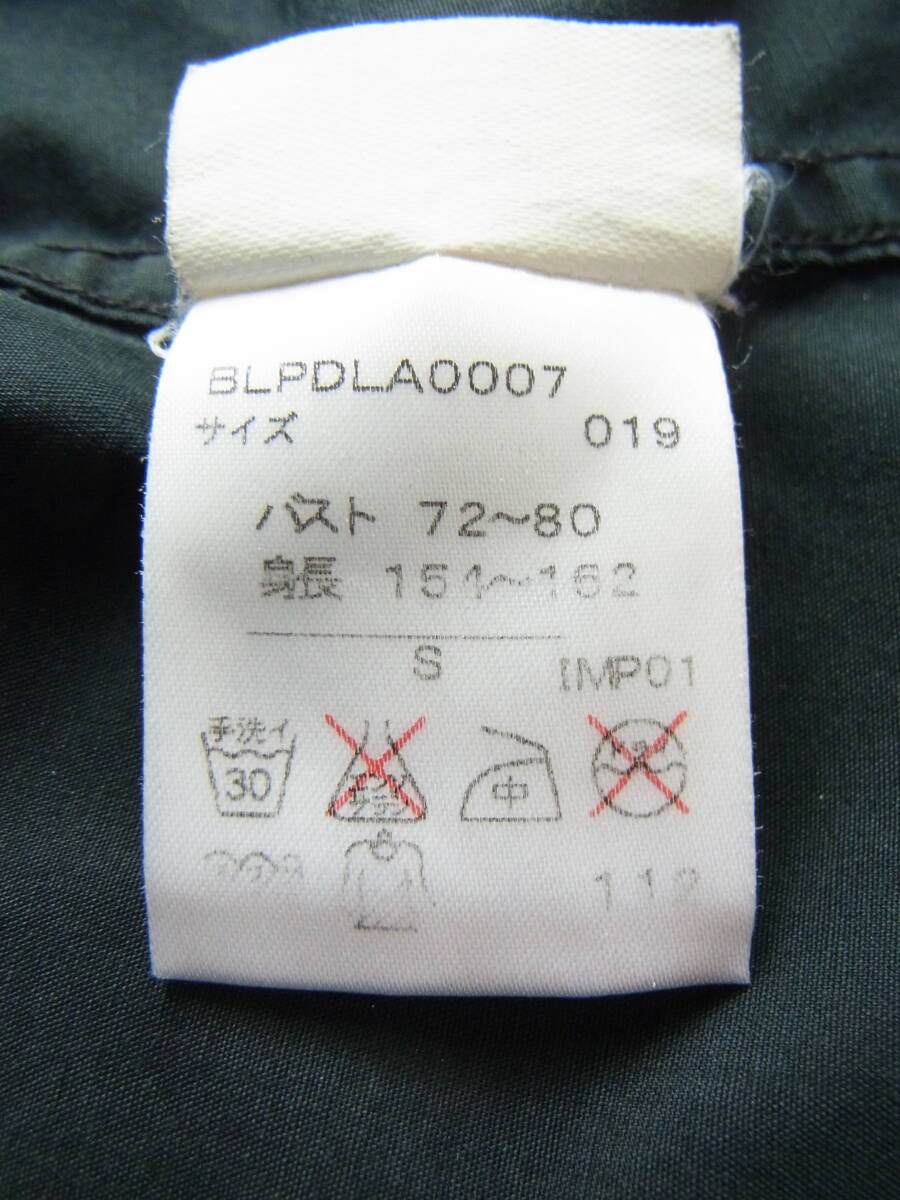 BLPDLA0007
サイズ 019
バスト 72～80
身長 154～162
S
IMP01
手洗イ
30
中
112